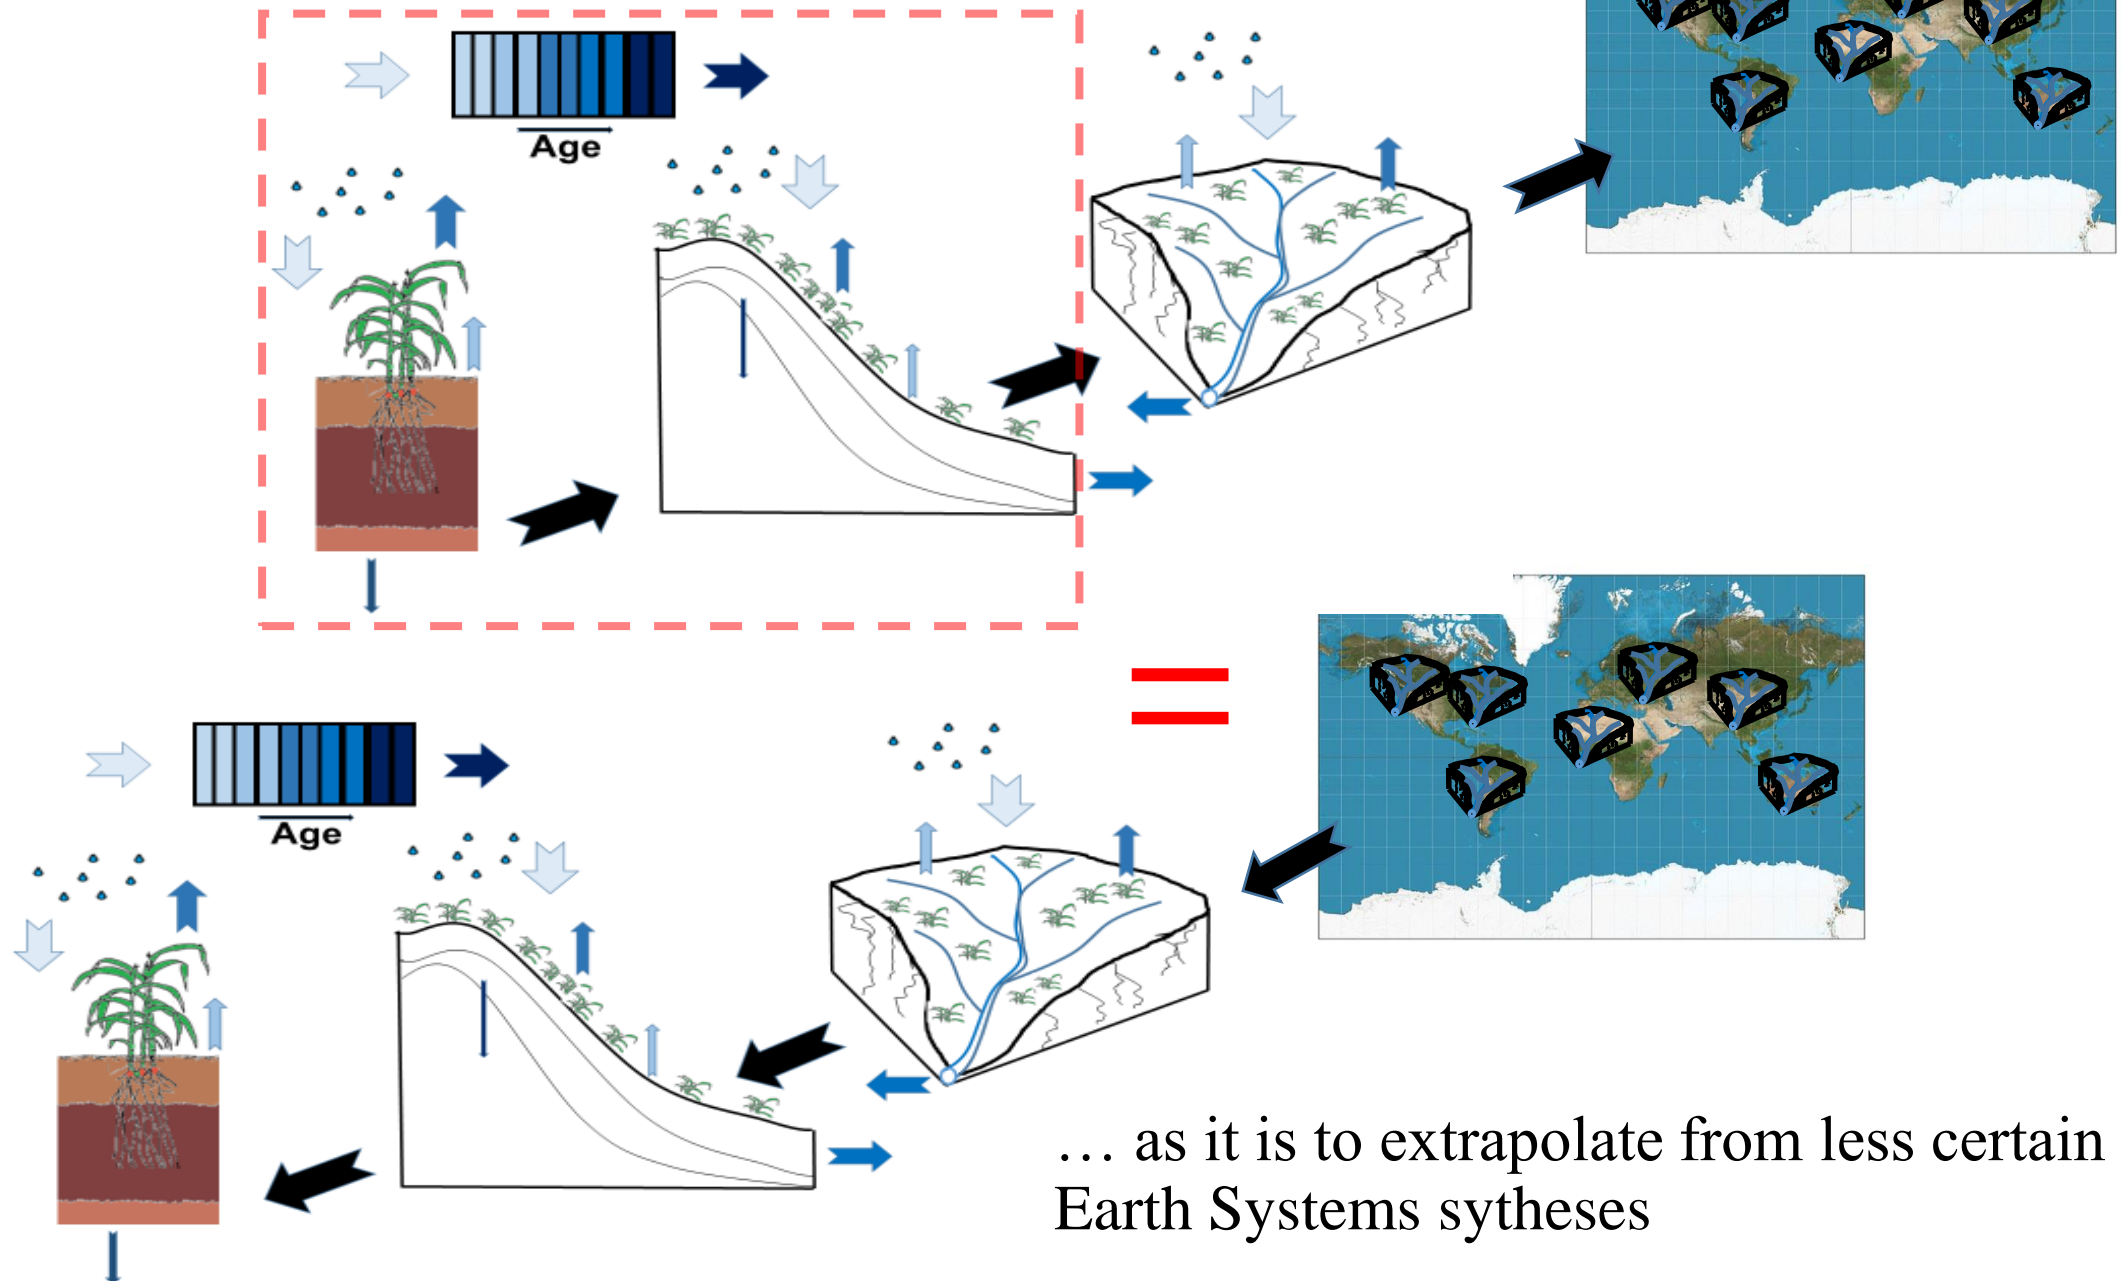 Age
Age
… as it is to extrapolate from less certain
Earth Systems sytheses